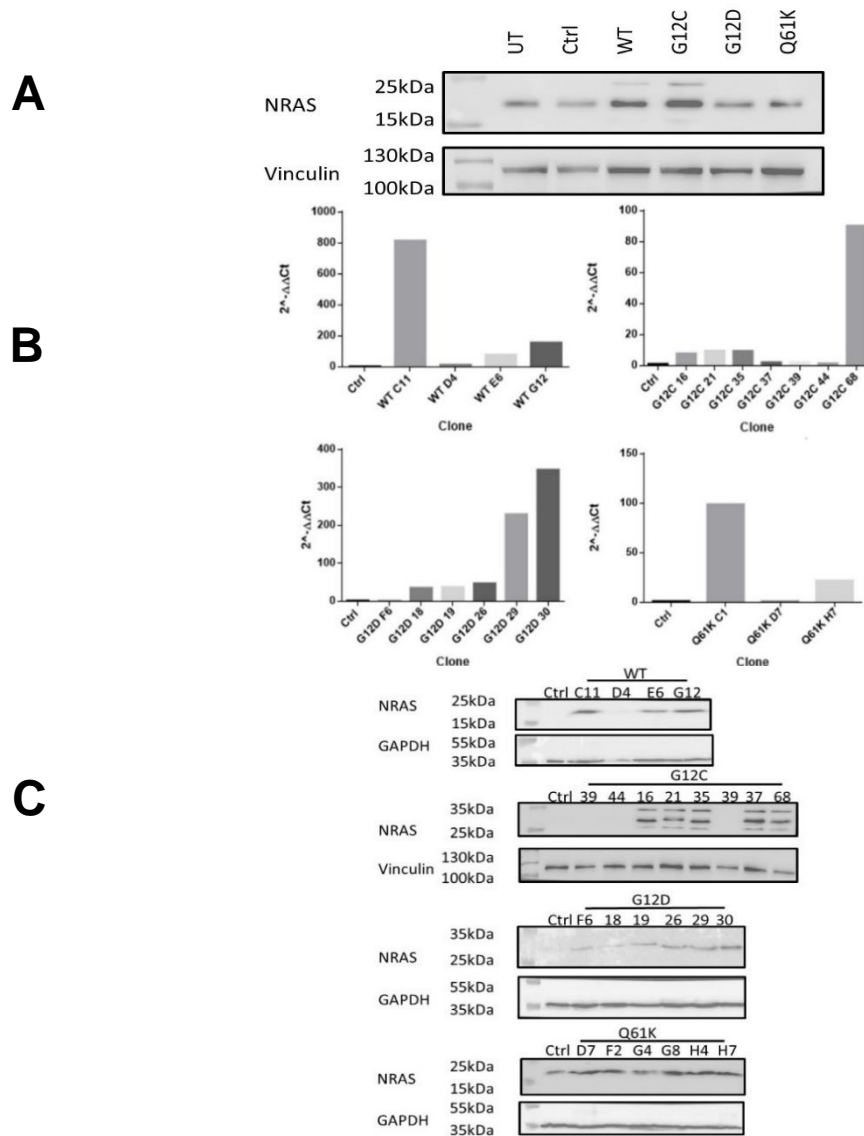 UT Ctrl WT G12C G12D Q61K
A
NRAS
25kDa
15kDa
Vinculin
130kDa
100kDa
B
2^-ΔΔCt
1000
800
600
400
200
0
Ctrl WT C11 WT D4 WT E6 WT G12
Clone
2^-ΔΔCt
100
80
60
40
20
0
Ctrl G12C 16 G12C 21 G12C 35 G12C 37 G12C 39 G12C 44 G12C 68
Clone
2^-ΔΔCt
400
300
200
100
0
Ctrl G12D F6 G12D 18 G12D 19 G12D 26 G12D 29 G12D 30
Clone
2^-ΔΔCt
150
100
50
0
Ctrl Q61K C1 Q61K D7 Q61K H7
Clone
C
WT
Ctrl C11 D4 E6 G12
NRAS
25kDa
15kDa
GAPDH
55kDa
35kDa
G12C
Ctrl 39 44 16 21 35 39 37 68
NRAS
35kDa
25kDa
Vinculin
130kDa
100kDa
G12D
Ctrl F6 18 19 26 29 30
NRAS
35kDa
25kDa
GAPDH
55kDa
35kDa
Q61K
Ctrl D7 F2 G4 G8 H4 H7
NRAS
25kDa
15kDa
GAPDH
55kDa
35kDa